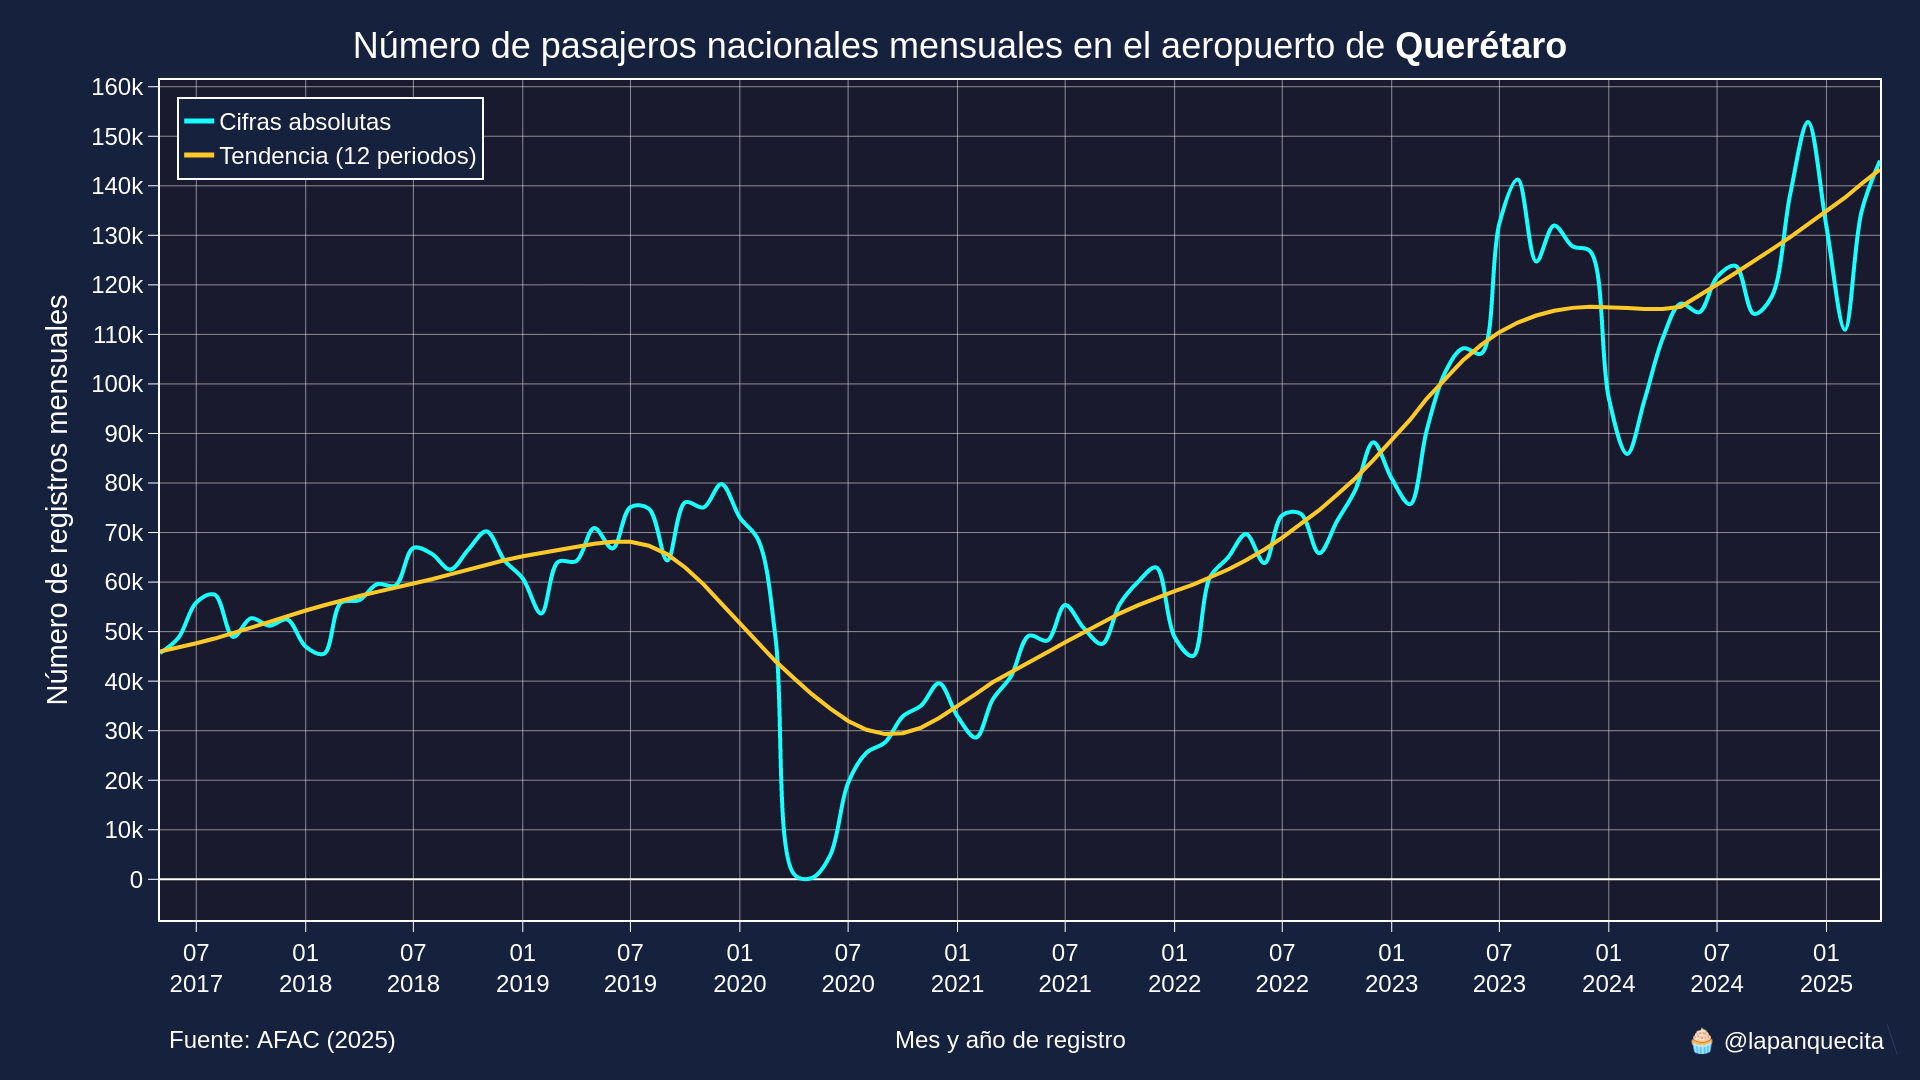 Número de pasajeros nacionales mensuales en el aeropuerto de Querétaro
Número de registros mensuales
160k
150k
140k
130k
120k
110k
100k
90k
80k
70k
60k
50k
40k
30k
20k
10k
0
Cifras absolutas
Tendencia (12 periodos)
07 01 07 01 07 01 07 01 07 01 07 01 07 01 07 01
2017 2018 2018 2019 2019 2020 2020 2021 2021 2022 2022 2023 2023 2024 2024 2025
Fuente: AFAC (2025)
Mes y año de registro
🧁 @lapanquecita